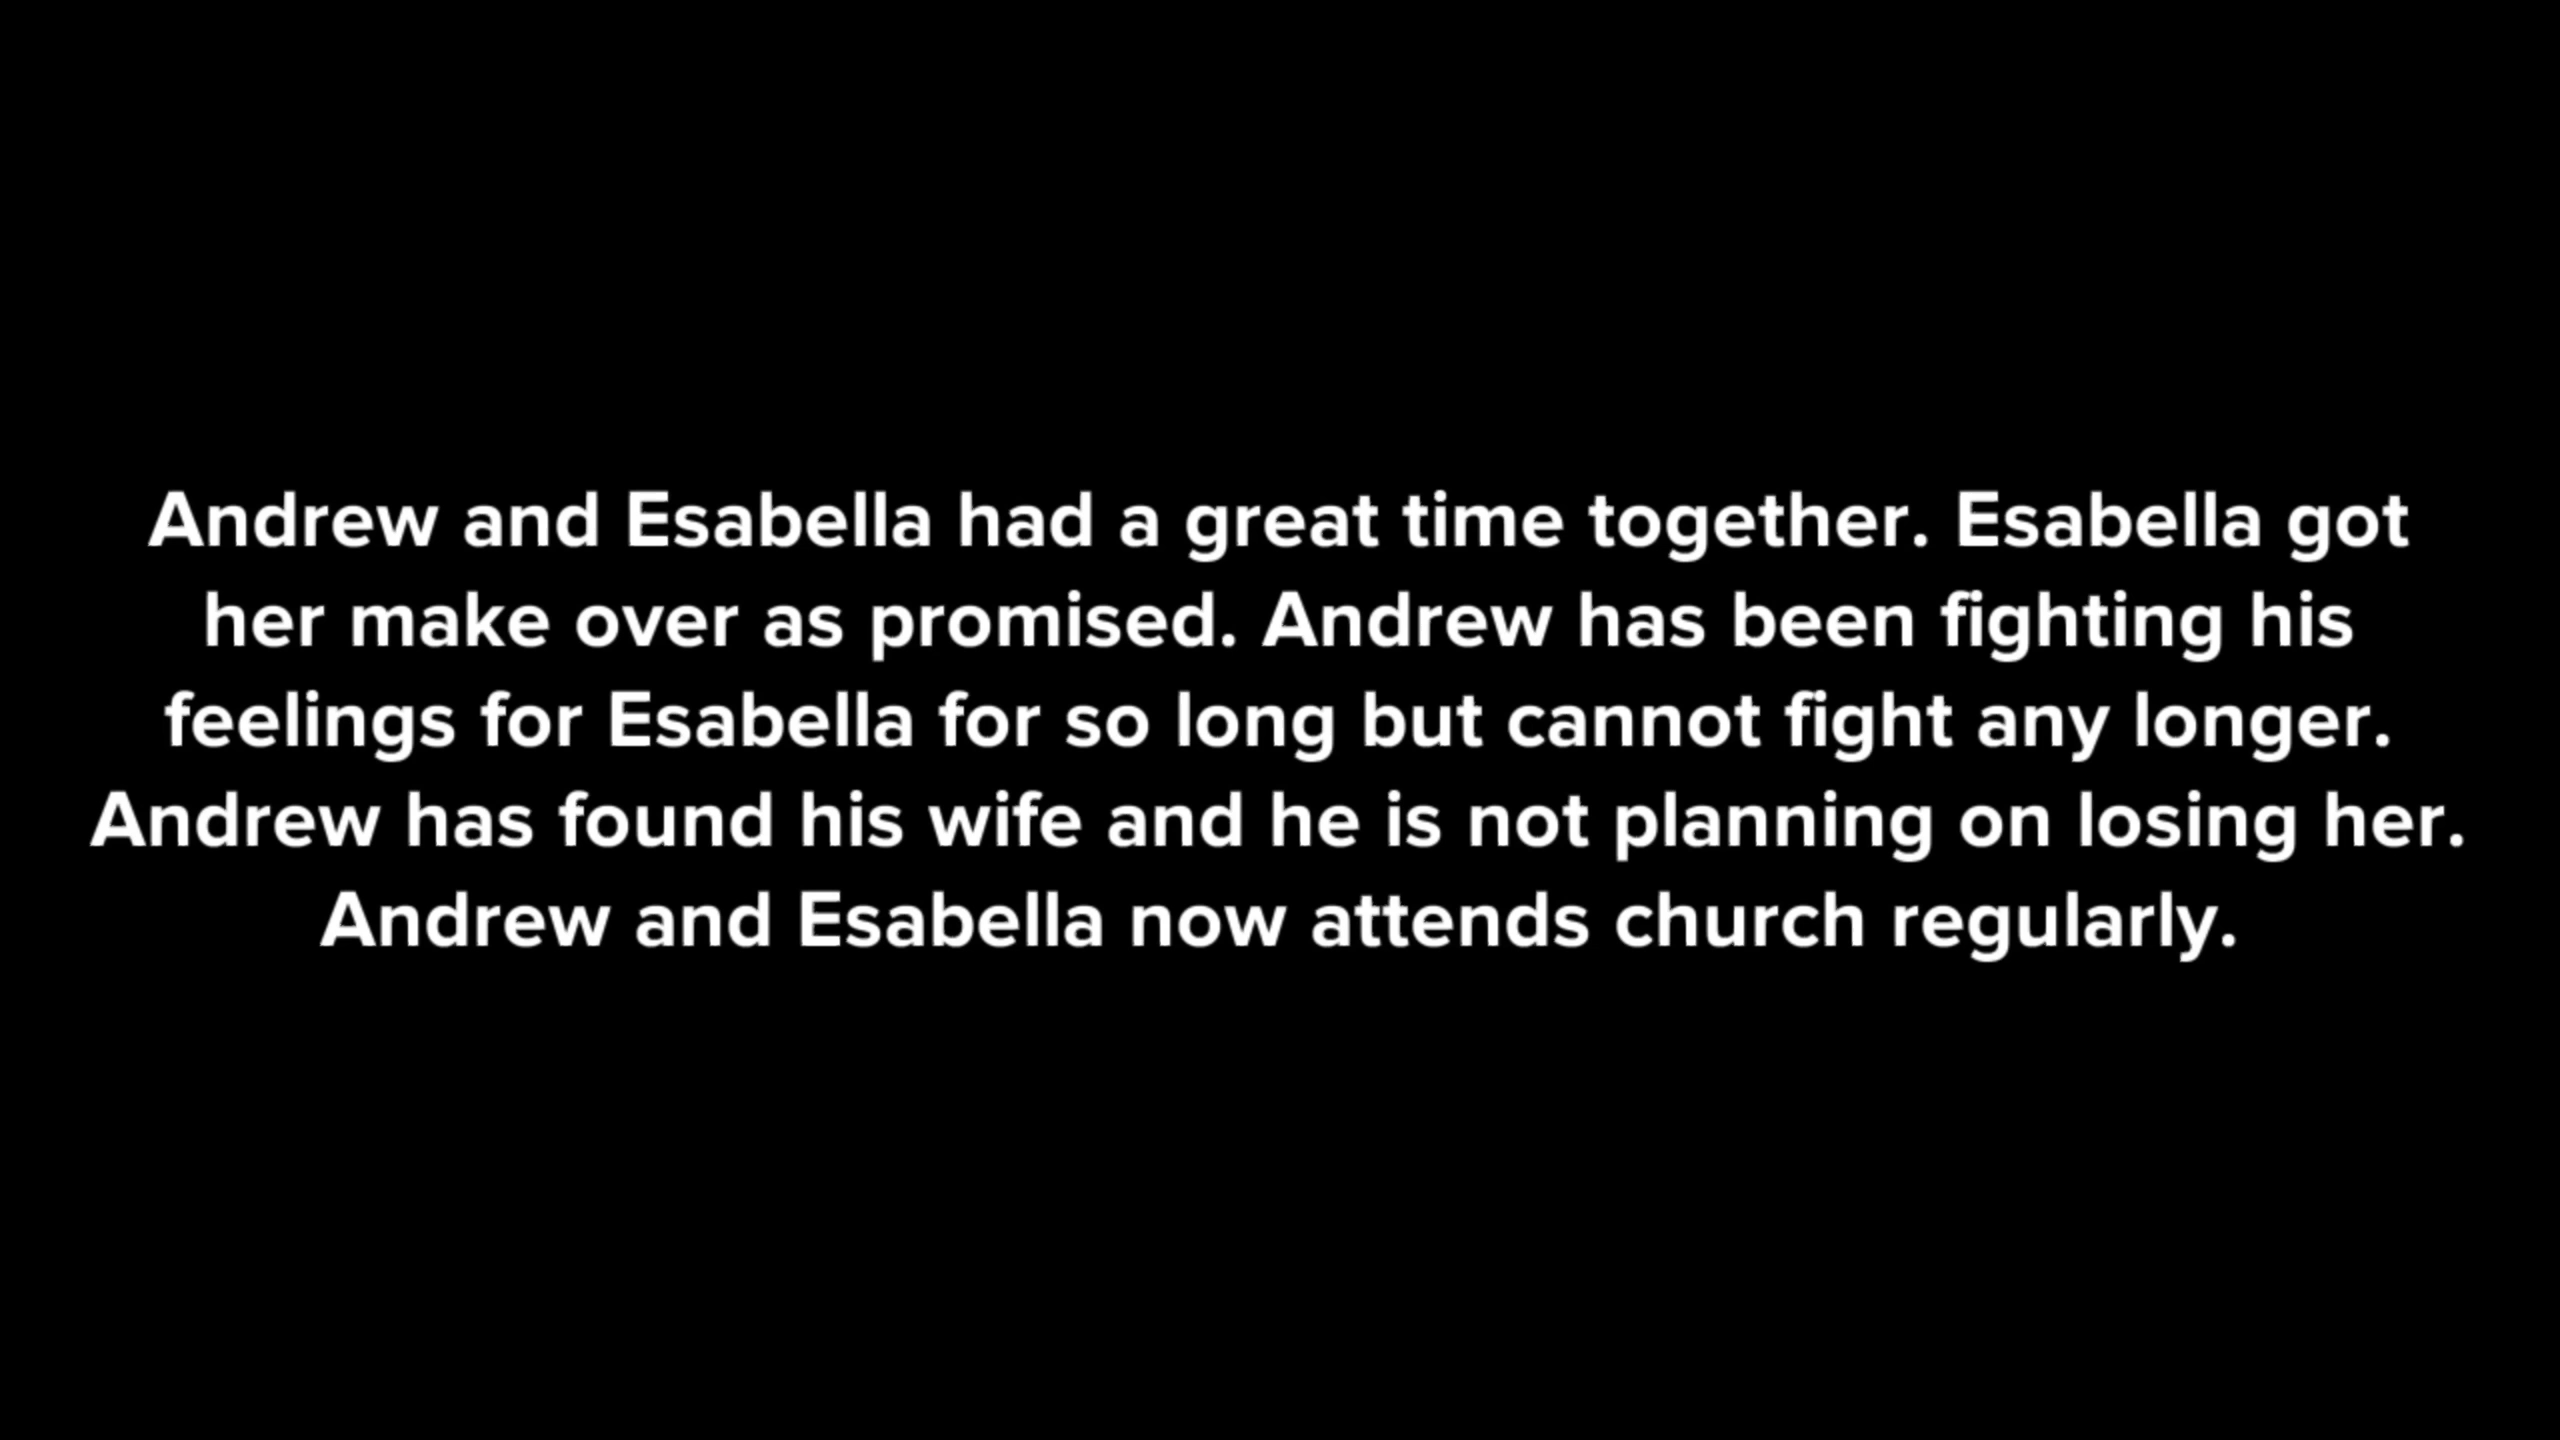 Andrew and Esabella had a great time together. Esabella got
her make over as promised. Andrew has been fighting his
feelings for Esabella for so long but cannot fight any longer.
Andrew has found his wife and he is not planning on losing her.
Andrew and Esabella now attends church regularly.